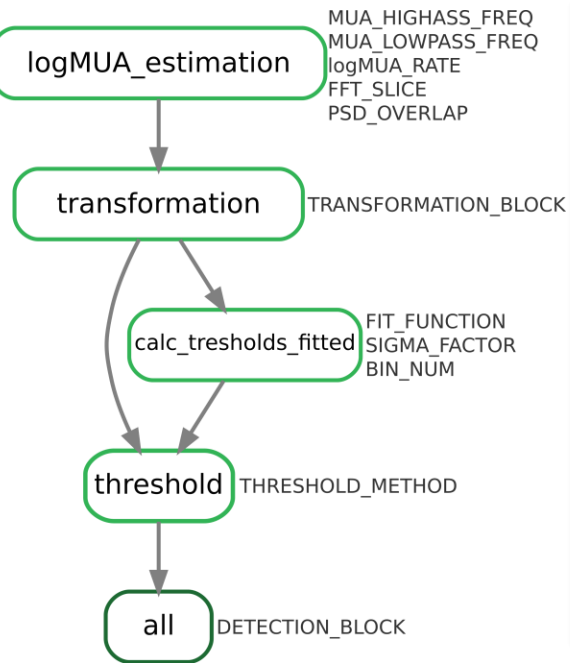 MUA_HIGHASS_FREQ
MUA_LOWPASS_FREQ
logMUA_estimation
logMUA_RATE
FFT_SLICE
PSD_OVERLAP
transformation
TRANSFORMATION_BLOCK
calc_tresholds_fitted
FIT_FUNCTION
SIGMA_FACTOR
BIN_NUM
threshold
THRESHOLD_METHOD
all
DETECTION_BLOCK